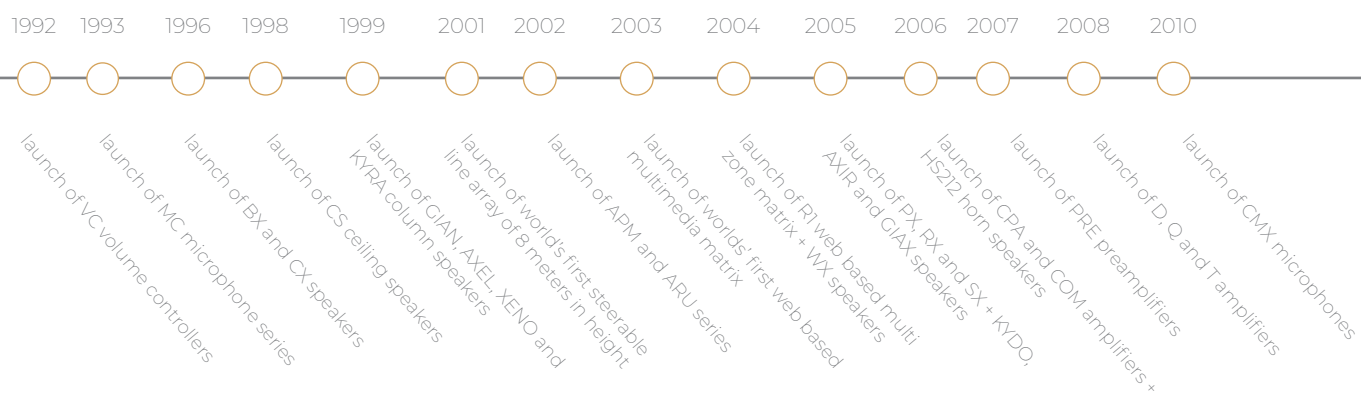 1992 1993 1996 1998 1999 2001 2002 2003 2004 2005 2006 2007 2008 2010
launch of VC volume controllers
launch of MC microphone series
launch of BX and CX speakers
launch of CS ceiling speakers
launch of GIAN, AXEL, XENO and
KYRA column speakers
launch of world's first steerable
line array of 8 meters in height
launch of APM and ARU series
launch of worlds' first web based
multimedia matrix
launch of R1 web based multi
zone matrix + WX speakers
launch of PX, RX and SX + KYDO,
AXIR and GIAX speakers
launch of CPA and COM amplifiers +
HS212 horn speakers
launch of PRE preamplifiers
launch of D, Q and T amplifiers
launch of CMX microphones